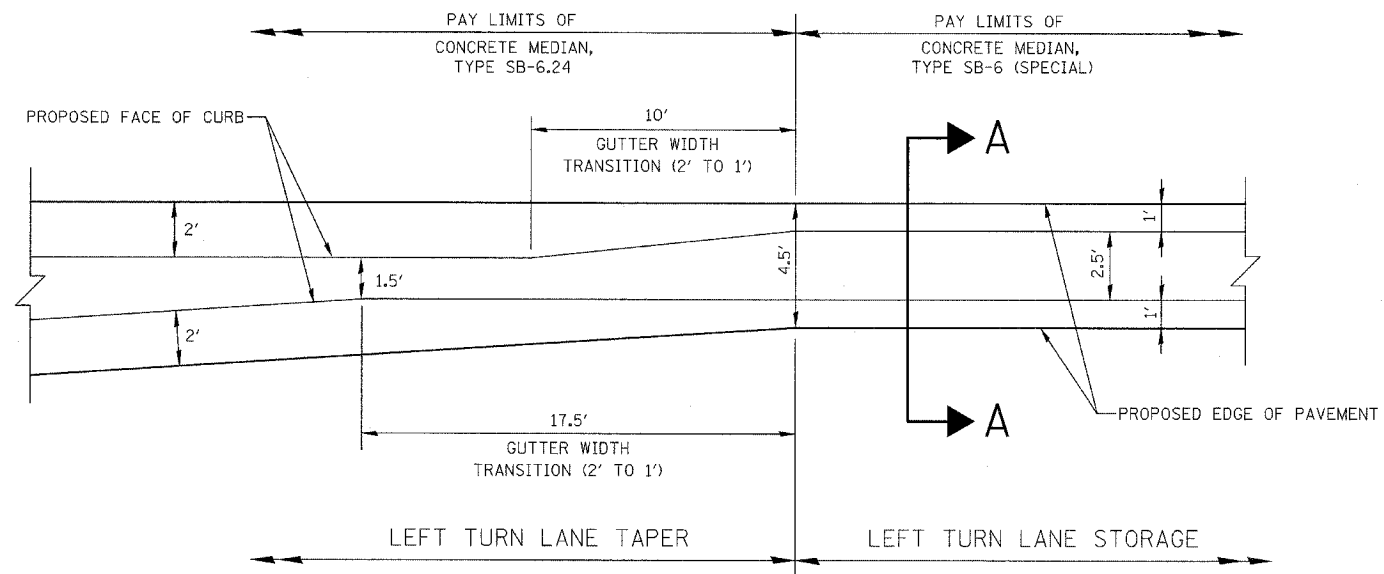 PAY LIMITS OF
CONCRETE MEDIAN,
TYPE SB-6.24
PAY LIMITS OF
CONCRETE MEDIAN,
TYPE SB-6 (SPECIAL)
PROPOSED FACE OF CURB
10'
GUTTER WIDTH
TRANSITION (2' TO 1')
A
2'
1.5'
4.5'
1'
2.5'
1'
2'
A
PROPOSED EDGE OF PAVEMENT
17.5'
GUTTER WIDTH
TRANSITION (2' TO 1')
LEFT TURN LANE TAPER
LEFT TURN LANE STORAGE